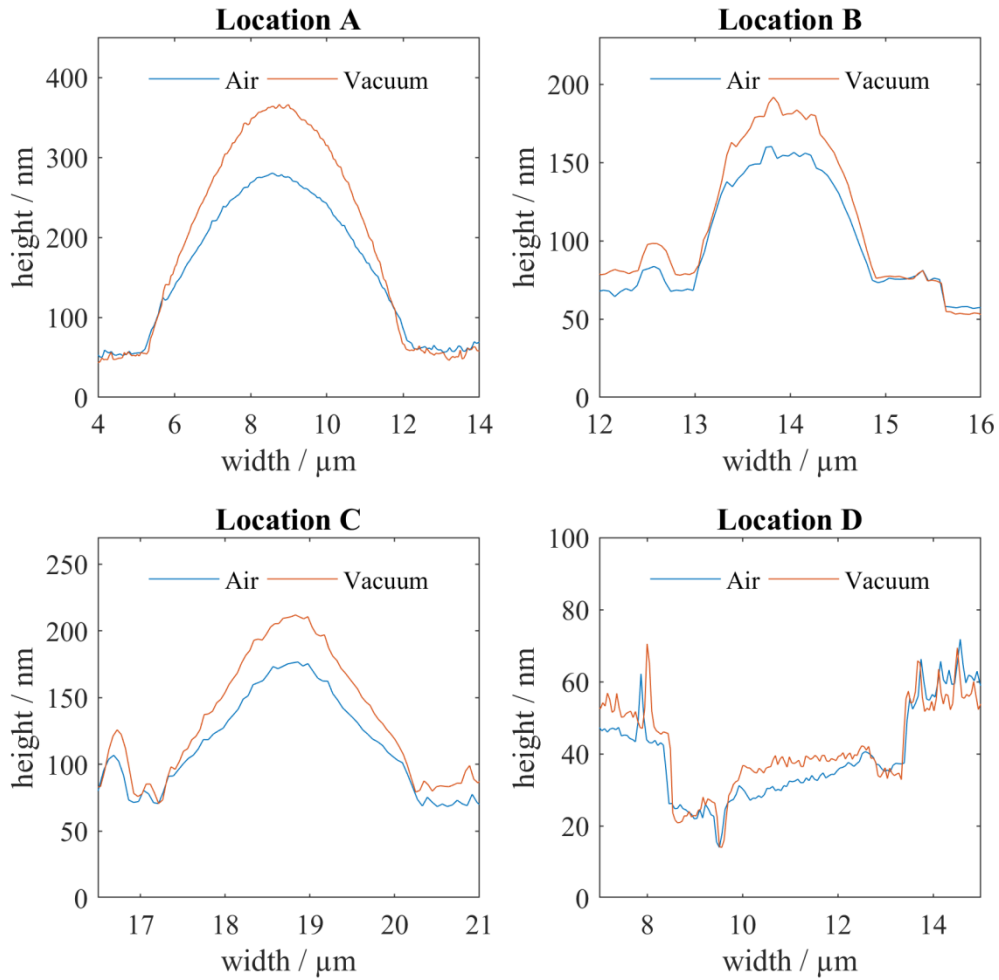 Location A
Air
Vacuum
400
300
200
100
0
height / nm
4
6
8
10
12
14
width / µm
Location B
Air
Vacuum
200
150
100
50
0
height / nm
12
13
14
15
16
width / µm
Location C
Air
Vacuum
250
200
150
100
50
0
height / nm
17
18
19
20
21
width / µm
Location D
Air
Vacuum
100
80
60
40
20
0
height / nm
8
10
12
14
width / µm